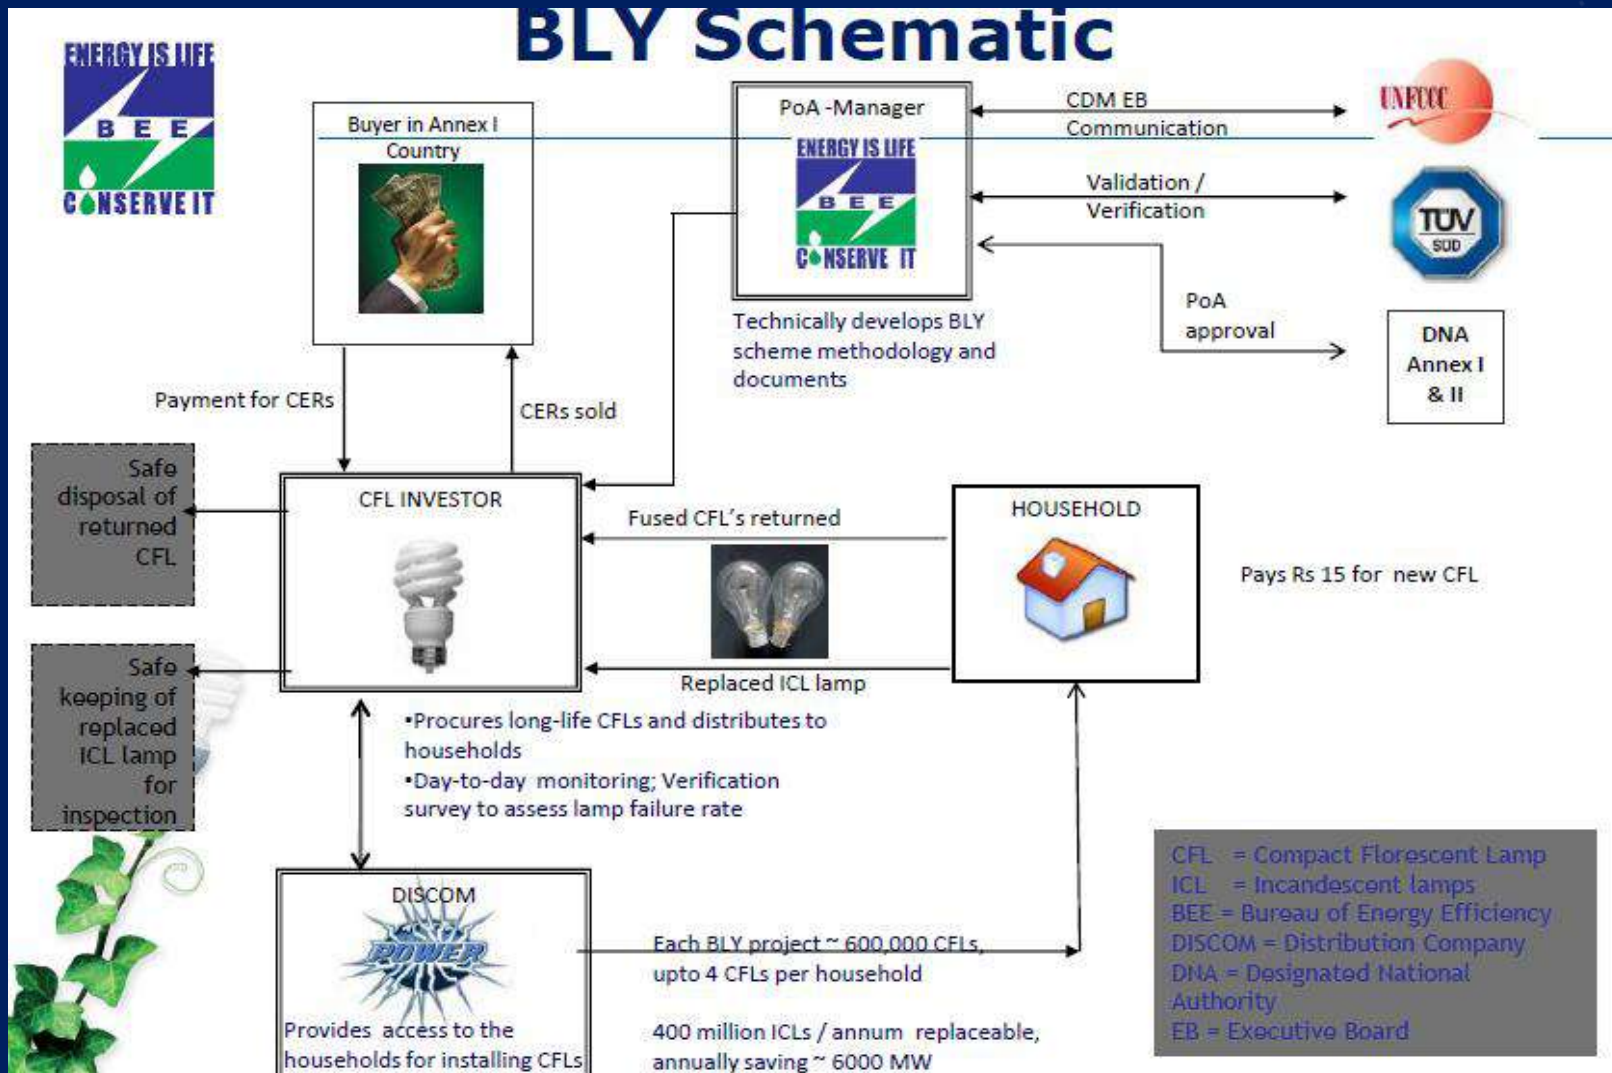 BLY Schematic
ENERGY IS LIFE
BEE
CONSERVE IT
Buyer in Annex I
Country
PoA -Manager
ENERGY IS LIFE
BEE
CONSERVE IT
CDM EB
Communication
UNFCCC
Validation /
Verification
TÜV
SÜD
PoA
approval
DNA
Annex I
& II
Technically develops BLY
scheme methodology and
documents
Payment for CERs
CERs sold
Safe
disposal of
returned
CFL
CFL INVESTOR
Fused CFL's returned
HOUSEHOLD
Pays Rs 15 for new CFL
Safe
keeping of
replaced
ICL lamp
for
inspection
Replaced ICL lamp
•Procures long-life CFLs and distributes to
households
•Day-to-day monitoring; Verification
survey to assess lamp failure rate
DISCOM
POWER
Provides access to the
households for installing CFLs
Each BLY project ~ 600,000 CFLs,
upto 4 CFLs per household
400 million ICLs / annum replaceable,
annually saving ~ 6000 MW
CFL = Compact Florescent Lamp
ICL = Incandescent lamps
BEE = Bureau of Energy Efficiency
DISCOM = Distribution Company
DNA = Designated National
Authority
EB = Executive Board